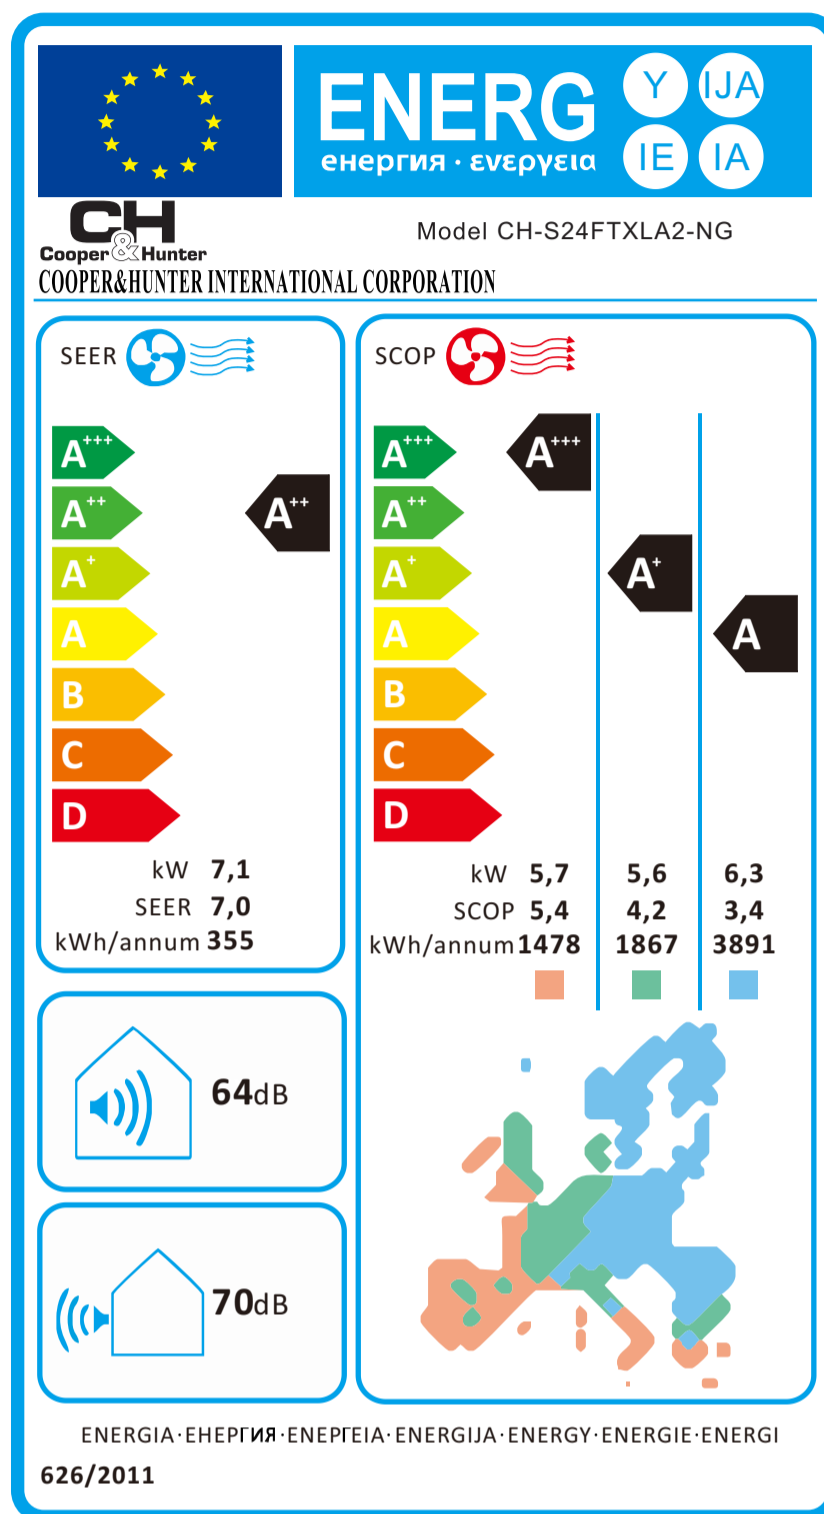 ENERG
енергия · ενεργεια
Y IJA
IE IA
CH
Cooper&Hunter
Model CH-S24FTXLA2-NG
COOPER&HUNTER INTERNATIONAL CORPORATION
SEER
A+++
A++
A++
A+
A
B
C
D
kW 7,1
SEER 7,0
kWh/annum 355
SCOP
A+++ A+++
A++
A+ A+
A A
B
C
D
kW 5,7 5,6 6,3
SCOP 5,4 4,2 3,4
kWh/annum 1478 1867 3891
64dB
70dB
ENERGIA·ЕНЕРГИЯ·ΕΝΕΡΓΕΙΑ·ENERGIJA·ENERGY·ENERGIE·ENERGI
626/2011